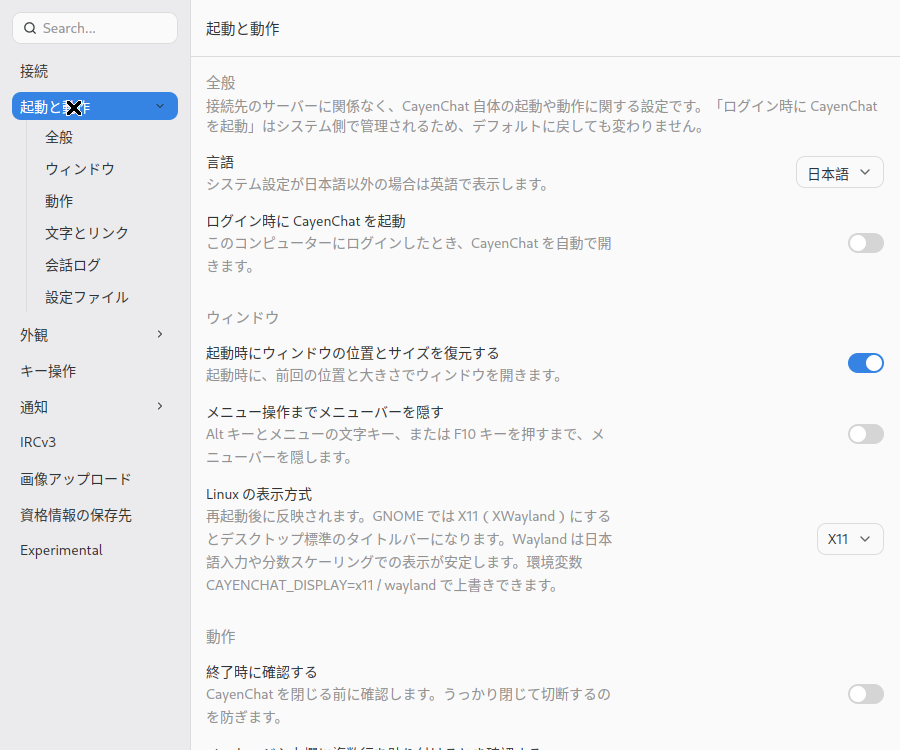 Search...
接続
起動と動作
全般
ウィンドウ
動作
文字とリンク
会話ログ
設定ファイル
外観
キー操作
通知
IRCv3
画像アップロード
資格情報の保存先
Experimental
起動と動作
全般
接続先のサーバーに関係なく、CayenChat 自体の起動や動作に関する設定です。「ログイン時に CayenChat
を起動」はシステム側で管理されるため、デフォルトに戻しても変わりません。
言語
システム設定が日本語以外の場合は英語で表示します。
日本語
ログイン時に CayenChat を起動
このコンピューターにログインしたとき、CayenChat を自動で開
きます。
ウィンドウ
起動時にウィンドウの位置とサイズを復元する
起動時に、前回の位置と大きさでウィンドウを開きます。
メニュー操作までメニューバーを隠す
Alt キーとメニューの文字キー、または F10 キーを押すまで、メ
ニューバーを隠します。
Linux の表示方式
再起動後に反映されます。GNOME では X11（XWayland）にする
とデスクトップ標準のタイトルバーになります。Wayland は日本
語入力や分数スケーリングでの表示が安定します。環境変数
CAYENCHAT_DISPLAY=x11 / wayland で上書きできます。
X11
動作
終了時に確認する
CayenChat を閉じる前に確認します。うっかり閉じて切断するの
を防ぎます。